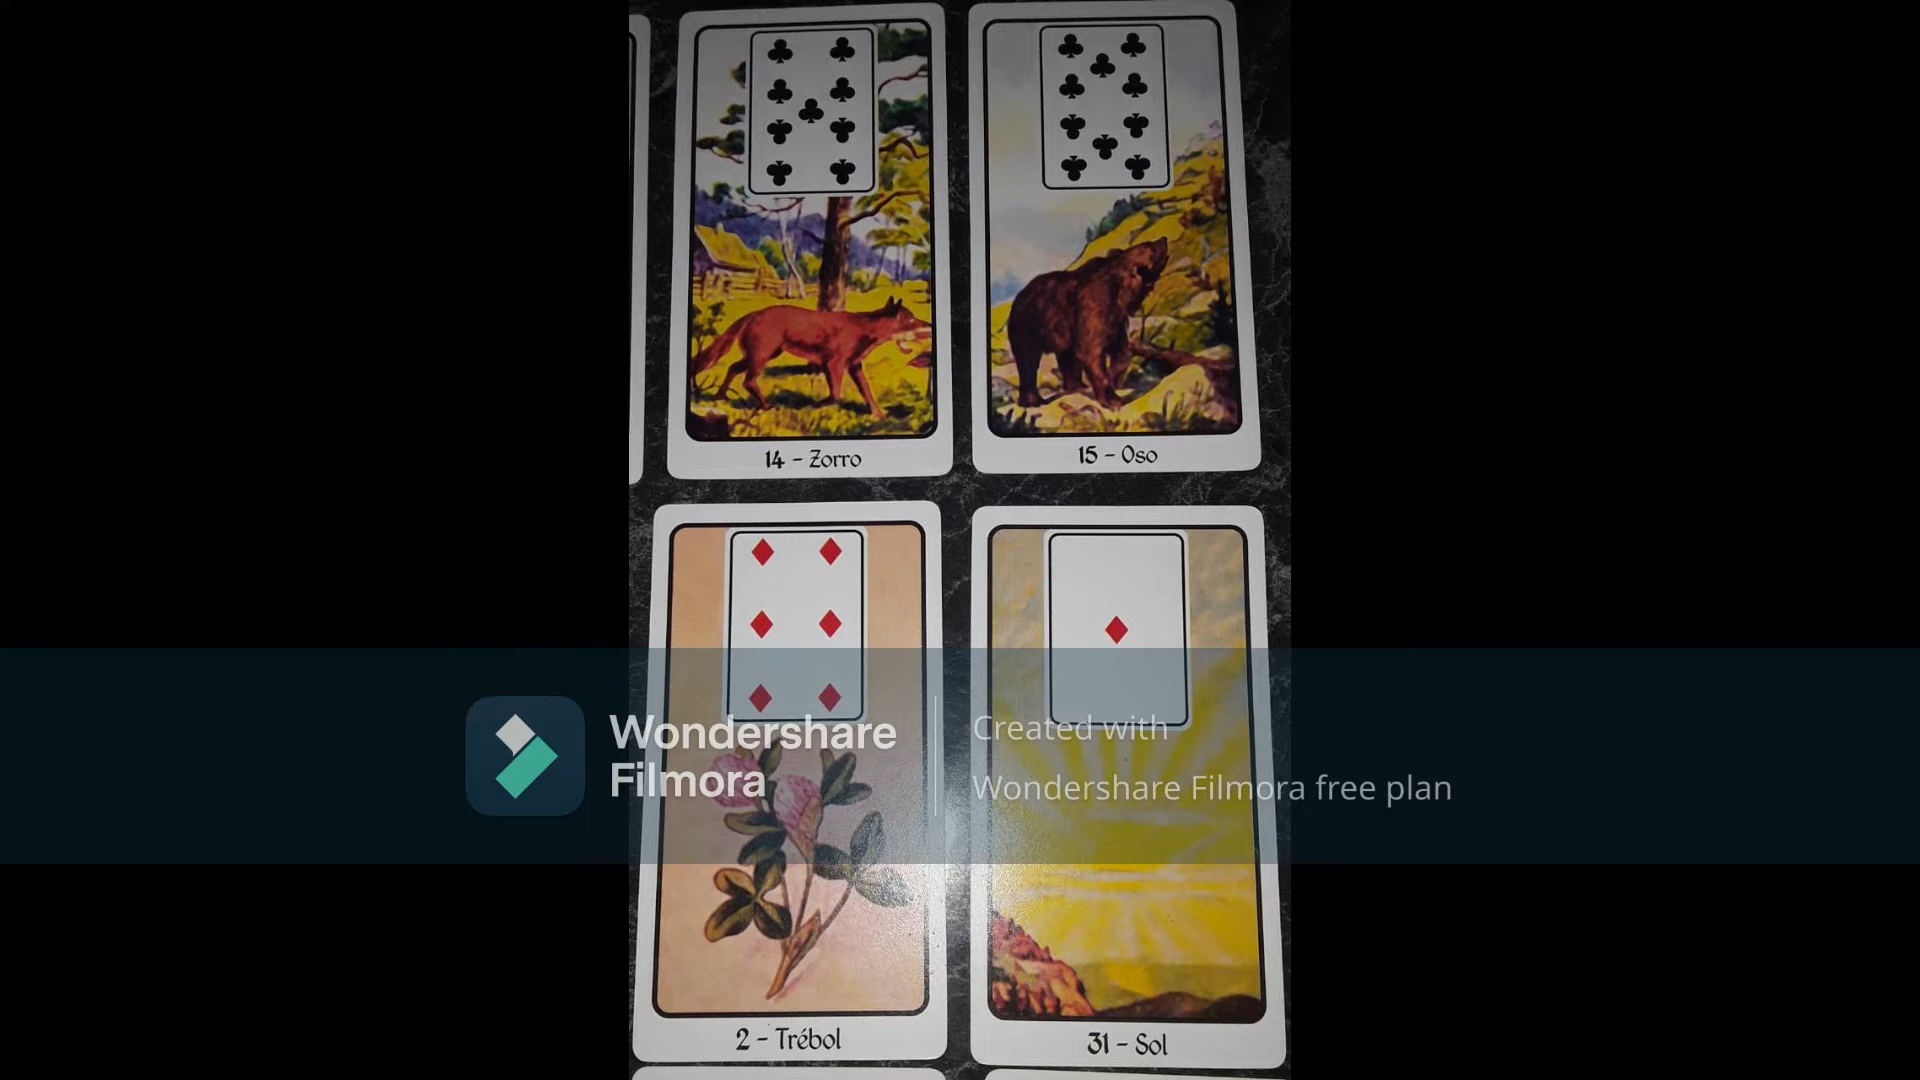 14 - Zorro
15 - Oso
Wondershare
Filmora
Created with
Wondershare Filmora free plan
2 - Trébol
31 - Sol